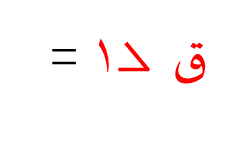 ق د١ =